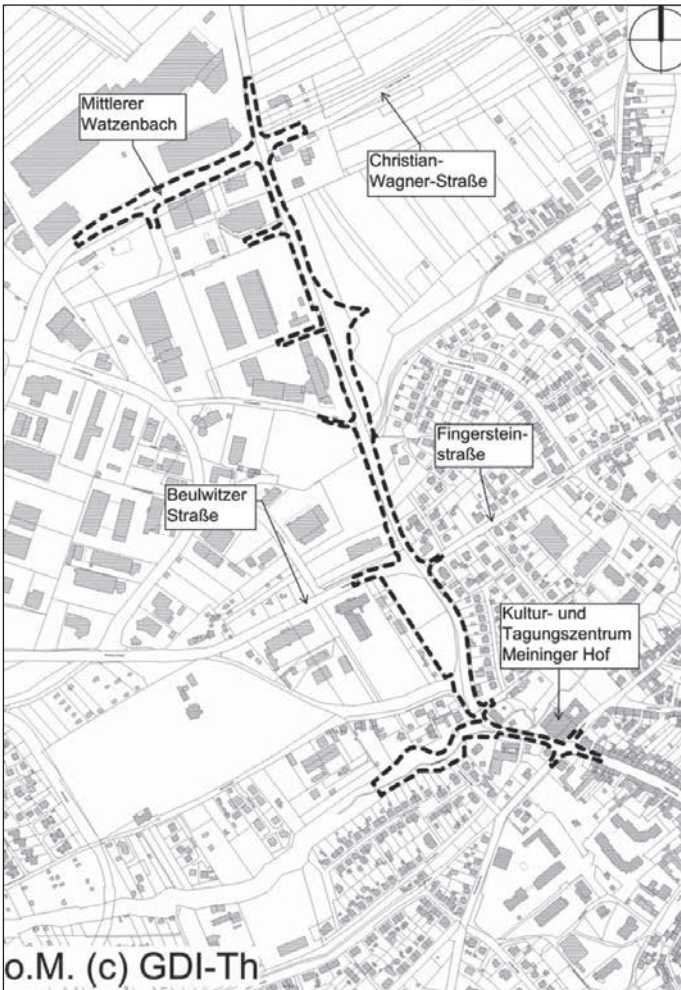 Mittlerer
Watzenbach
Christian-
Wagner-Straße
Fingerstein-
straße
Beulwitzer
Straße
Kultur- und
Tagungszentrum
Meininger Hof
o.M. (c) GDI-Th